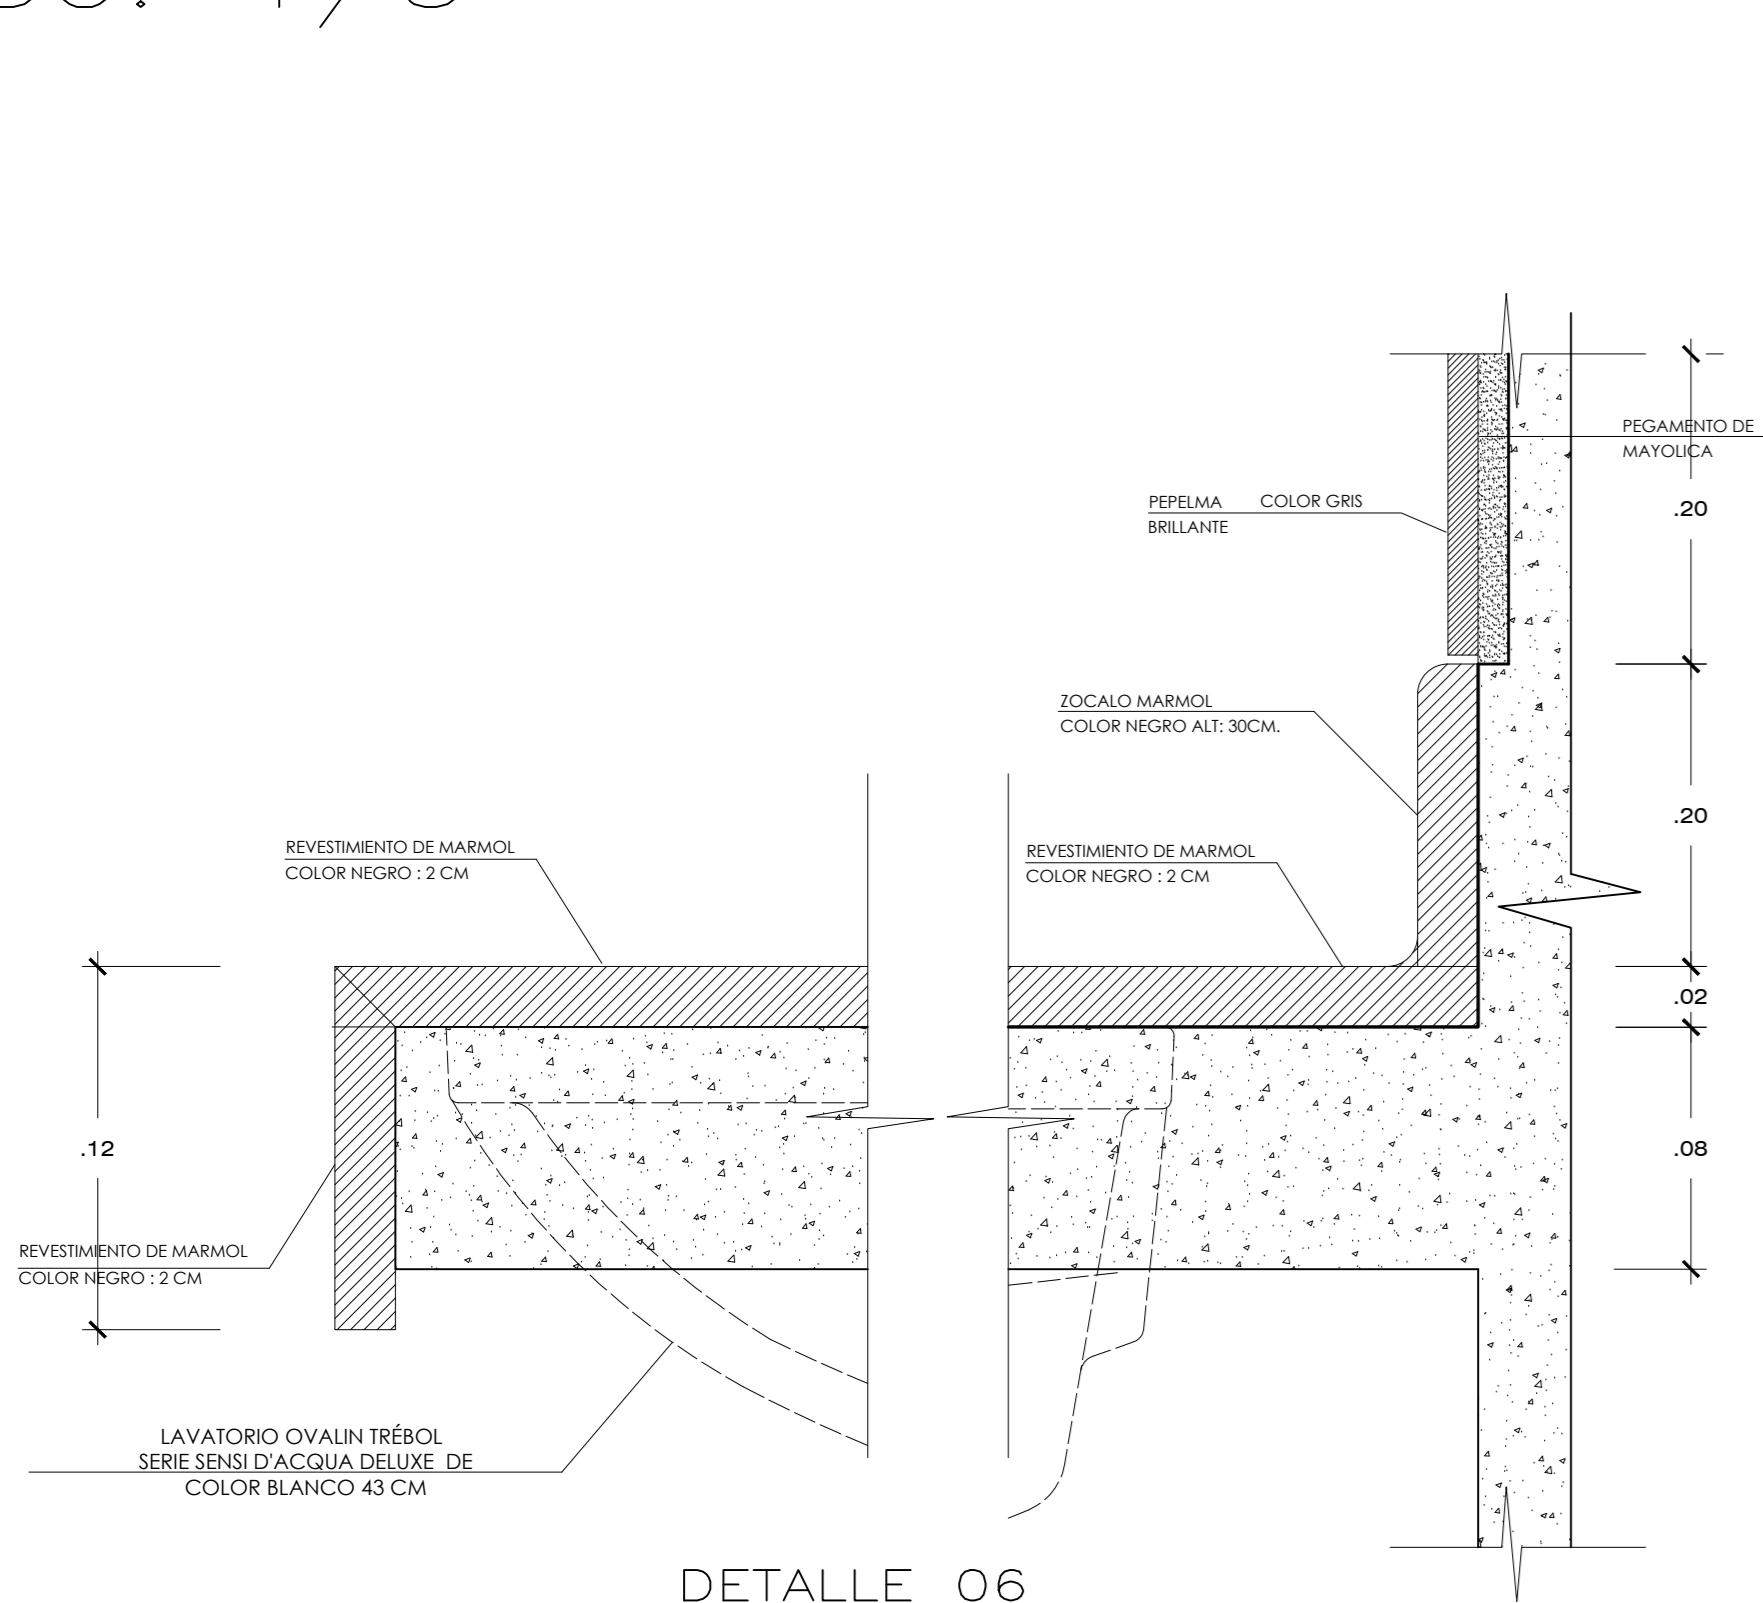 PEGAMENTO DE
MAYOLICA
.20
PEPELMA COLOR GRIS
BRILLANTE
ZOCALO MARMOL
COLOR NEGRO ALT: 30CM.
.20
REVESTIMIENTO DE MARMOL
COLOR NEGRO : 2 CM
REVESTIMIENTO DE MARMOL
COLOR NEGRO : 2 CM
.02
.12
.08
REVESTIMIENTO DE MARMOL
COLOR NEGRO : 2 CM
LAVATORIO OVALIN TRÉBOL
SERIE SENSI D'ACQUA DELUXE DE
COLOR BLANCO 43 CM
DETALLE 06